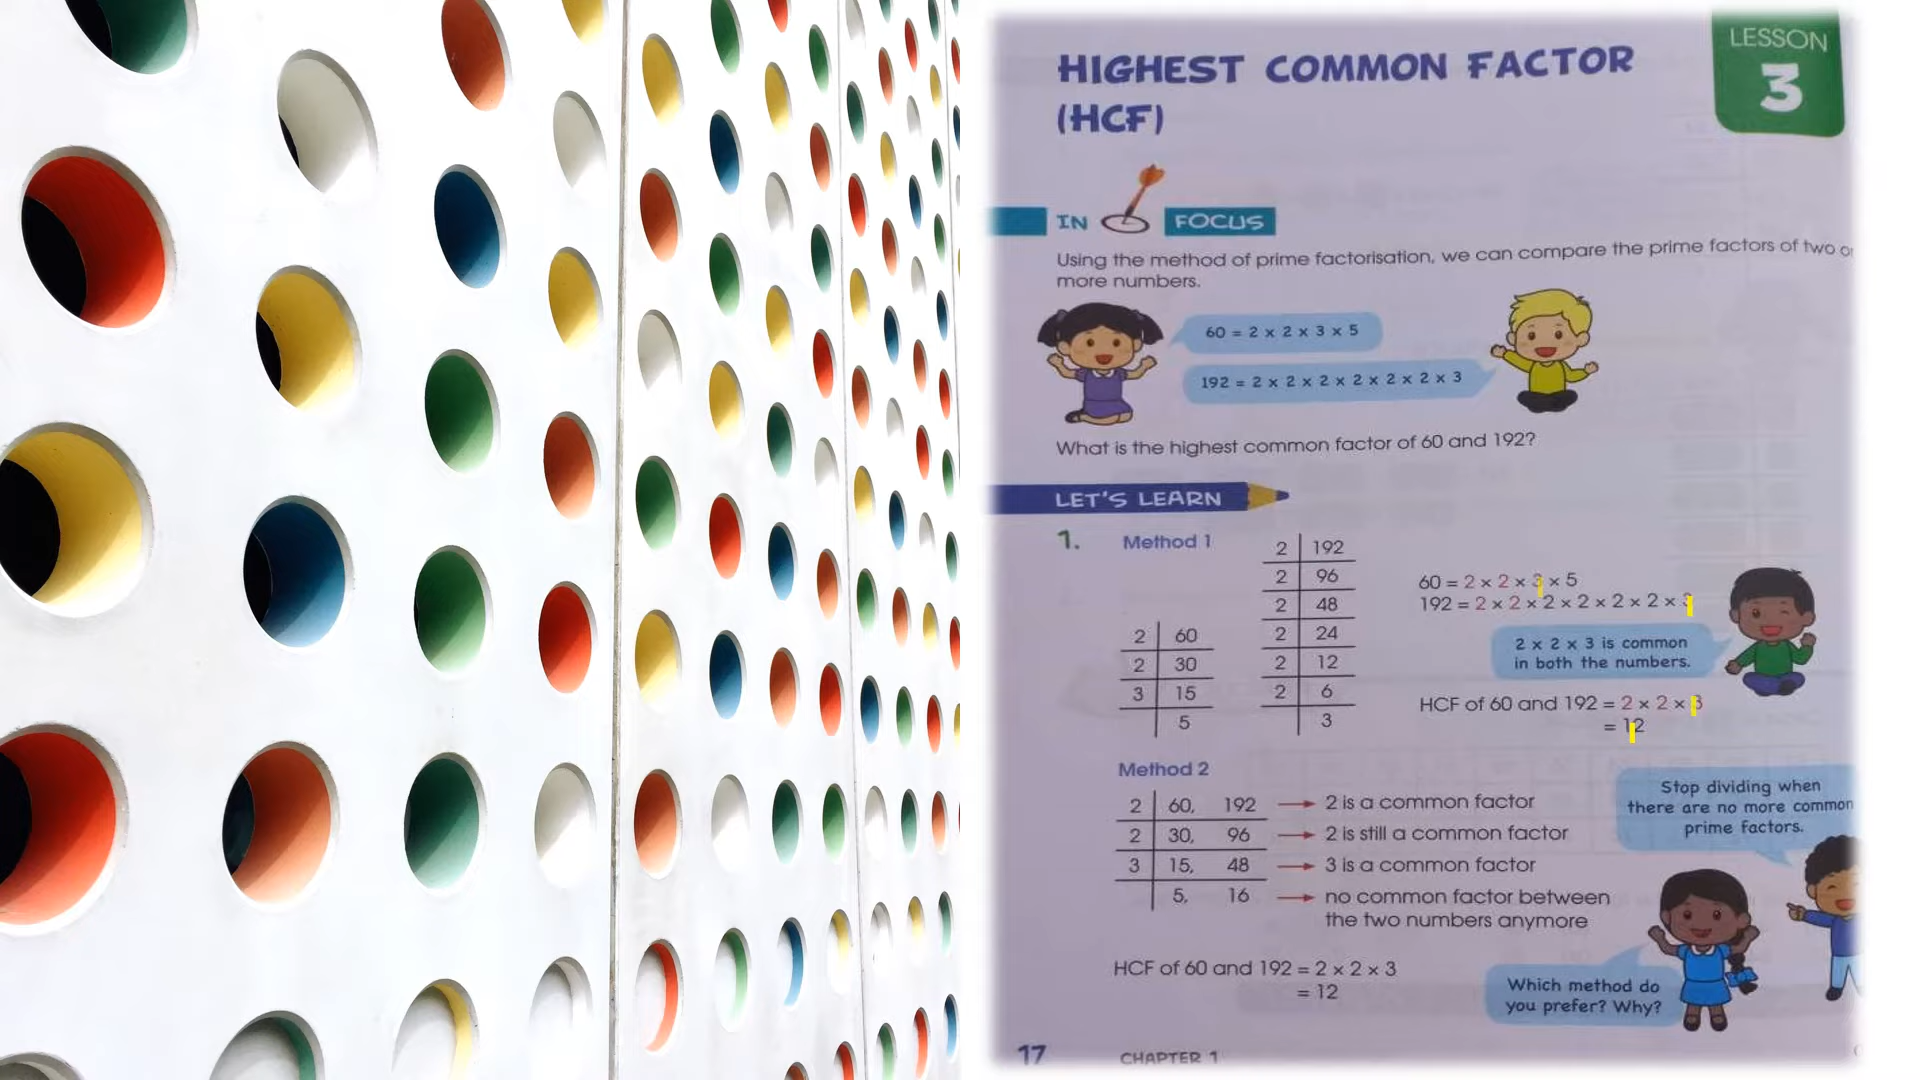 LESSON
3
HIGHEST COMMON FACTOR
(HCF)
IN FOCUS
Using the method of prime factorisation, we can compare the prime factors of two
more numbers.
60 = 2 x 2 x 3 x 5
192 = 2 x 2 x 2 x 2 x 2 x 2 x 3
What is the highest common factor of 60 and 192?
LET'S LEARN
1. Method 1
2 192
2 96
2 48
2 24
2 12
2 6
3
2 60
2 30
3 15
5
60 = 2 x 2 x 3 x 5
192 = 2 x 2 x 2 x 2 x 2 x 2 x 3
2 x 2 x 3 is common
in both the numbers.
HCF of 60 and 192 = 2 x 2 x 3
= 12
Method 2
2 60, 192 → 2 is a common factor
2 30, 96 → 2 is still a common factor
3 15, 48 → 3 is a common factor
5, 16 → no common factor between
the two numbers anymore
Stop dividing when
there are no more common
prime factors.
HCF of 60 and 192 = 2 x 2 x 3
= 12
Which method do
you prefer? Why?
17 CHAPTER 1